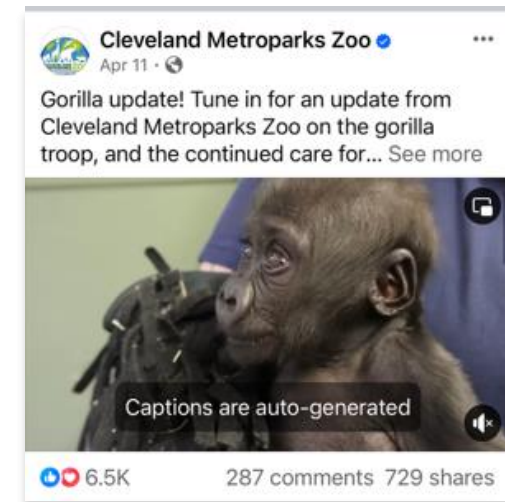 Cleveland Metroparks Zoo
Apr 11 ·
Gorilla update! Tune in for an update from
Cleveland Metroparks Zoo on the gorilla
troop, and the continued care for... See more
Captions are auto-generated
6.5K 287 comments 729 shares